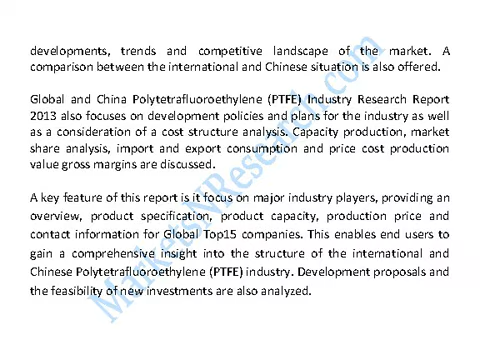 developments, trends and competitive landscape of the market. A
comparison between the international and Chinese situation is also offered.
Global and China Polytetrafluoroethylene (PTFE) Industry Research Report
2013 also focuses on development policies and plans for the industry as well
as a consideration of a cost structure analysis. Capacity production, market
share analysis, import and export consumption and price cost production
value gross margins are discussed.
A key feature of this report is it focus on major industry players, providing an
overview, product specification, product capacity, production price and
contact information for Global Top15 companies. This enables end users to
gain a comprehensive insight into the structure of the international and
Chinese Polytetrafluoroethylene (PTFE) industry. Development proposals and
the feasibility of new investments are also analyzed.
MarketsNResearch.com